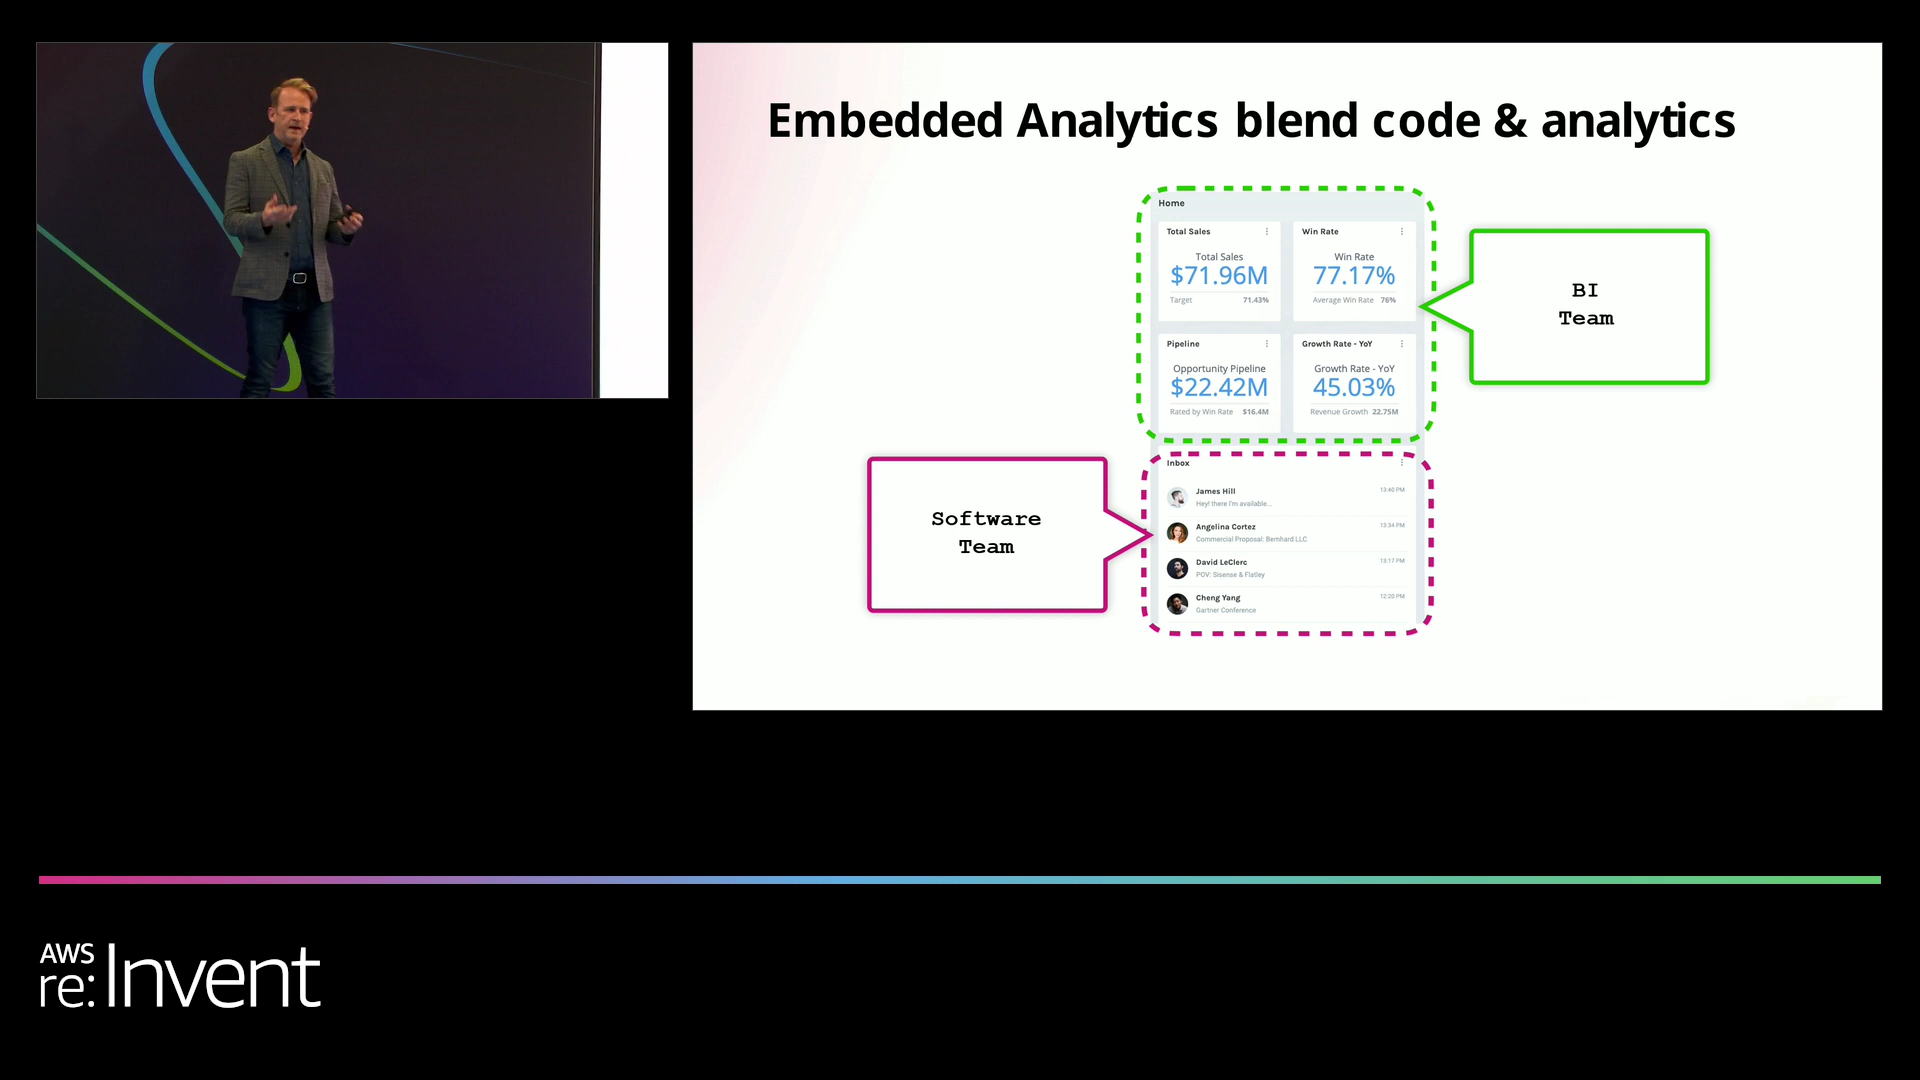 Embedded Analytics blend code & analytics
Home
Total Sales
Total Sales
$71.96M
Target 71.43%
Win Rate
Win Rate
77.17%
Average Win Rate 76%
Pipeline
Opportunity Pipeline
$22.42M
Rated by Win Rate $16.4M
Growth Rate - YoY
Growth Rate - YoY
45.03%
Revenue Growth 22.75M
BI
Team
Software
Team
Inbox
James Hill 13:40 PM
Hey! there I'm available...
Angelina Cortez 13:34 PM
Commercial Proposal: Bernhard LLC
David LeClerc 13:17 PM
POV: Sisense & Flatley
Cheng Yang 12:20 PM
Gartner Conference
AWS
re:Invent